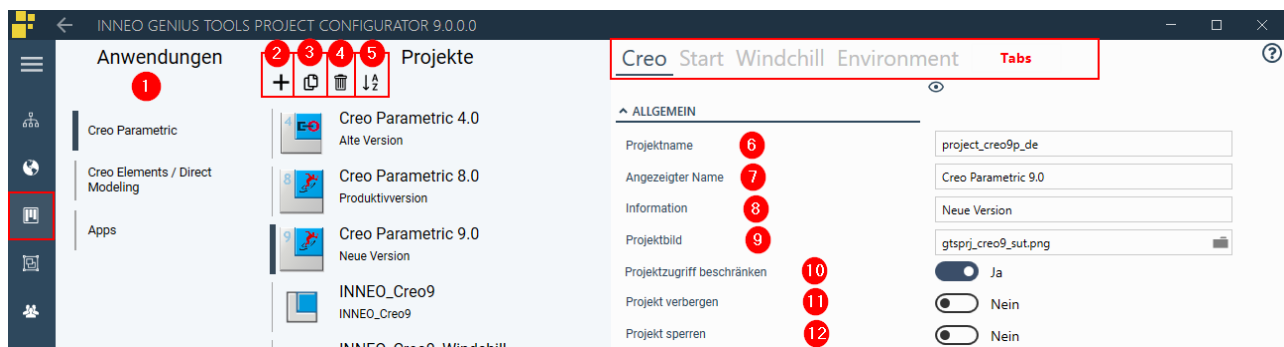 INNEO GENIUS TOOLS PROJECT CONFIGURATOR 9.0.0.0
Anwendungen
1
Creo Parametric
Creo Elements / Direct
Modeling
Apps
2 3 4 5
Projekte
4
Creo Parametric 4.0
Alte Version
8
Creo Parametric 8.0
Produktivversion
9
Creo Parametric 9.0
Neue Version
INNEO_Creo9
INNEO_Creo9
INNEO_Creo9_Windchill
Creo Start Windchill Environment Tabs
ALLGEMEIN
Projektname 6 project_creo9p_de
Angezeigter Name 7 Creo Parametric 9.0
Information 8 Neue Version
Projektbild 9 gtsprj_creo9_sut.png
Projektzugriff beschränken 10 Ja
Projekt verbergen 11 Nein
Projekt sperren 12 Nein